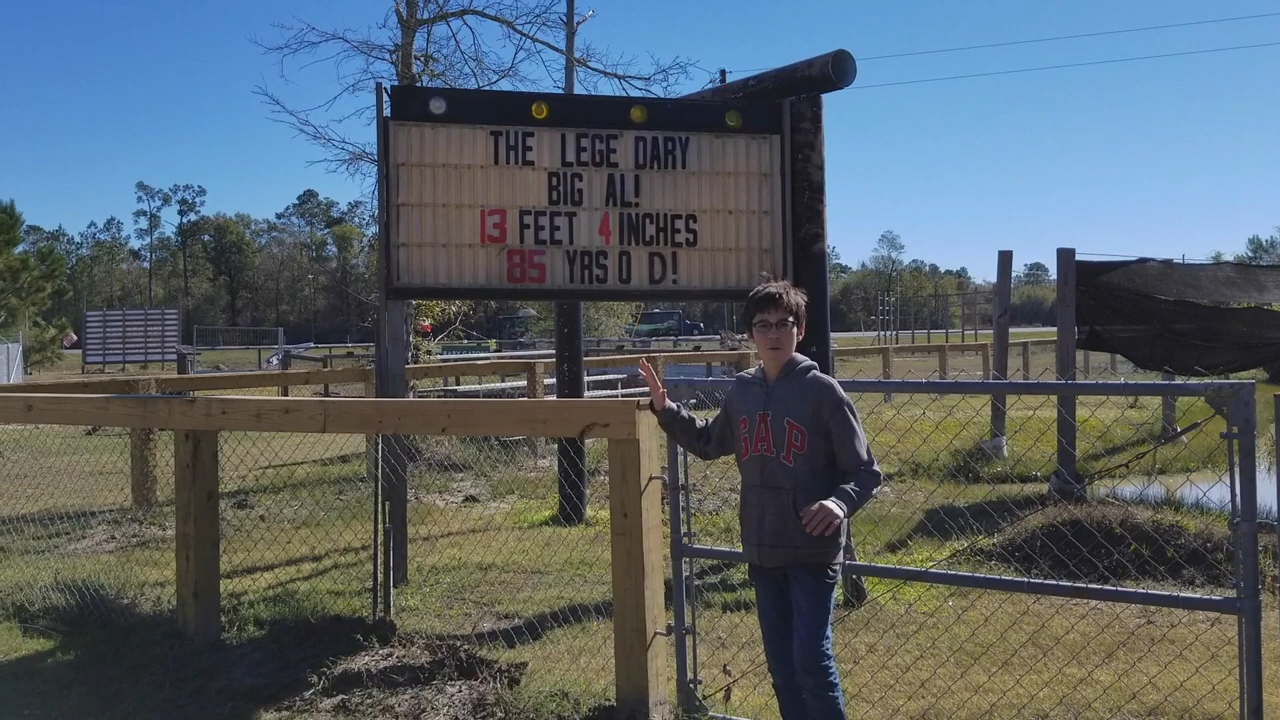 THE LEGE DARY
BIG AL!
13 FEET 4 INCHES
85 YRS O D!
GAP